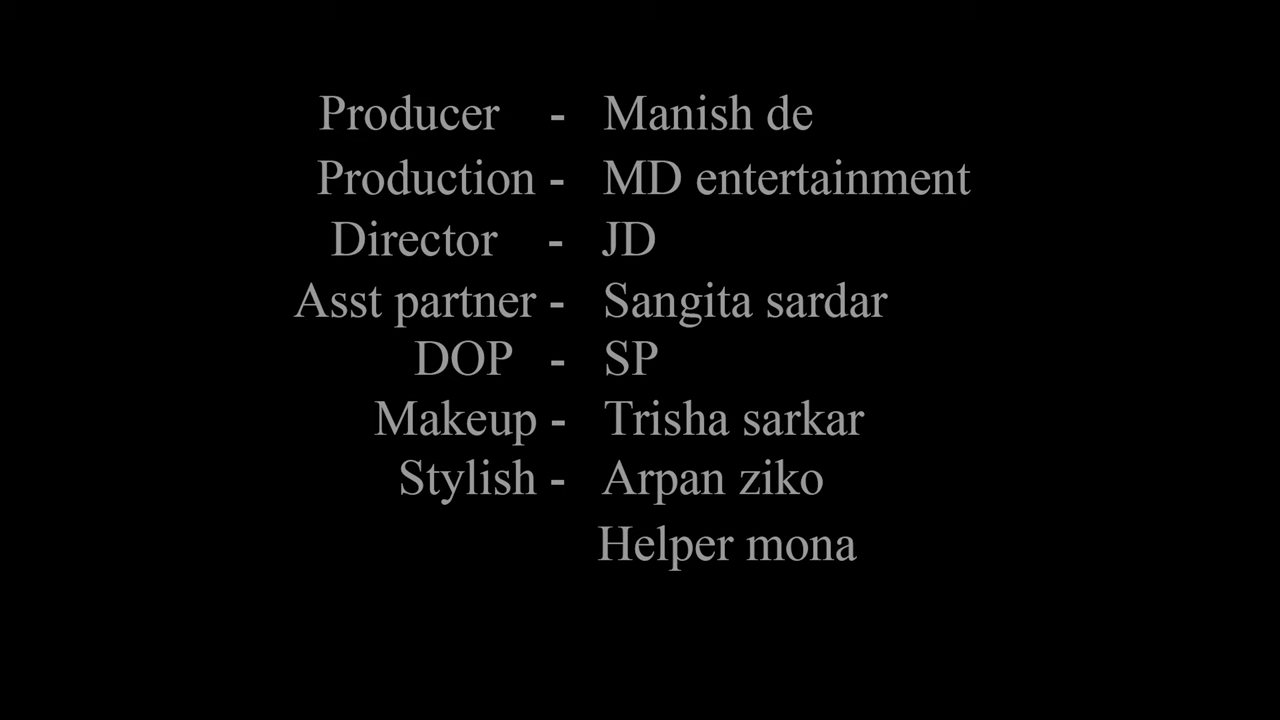 Producer - Manish de
Production - MD entertainment
Director - JD
Asst partner - Sangita sardar
DOP - SP
Makeup - Trisha sarkar
Stylish - Arpan ziko
Helper mona